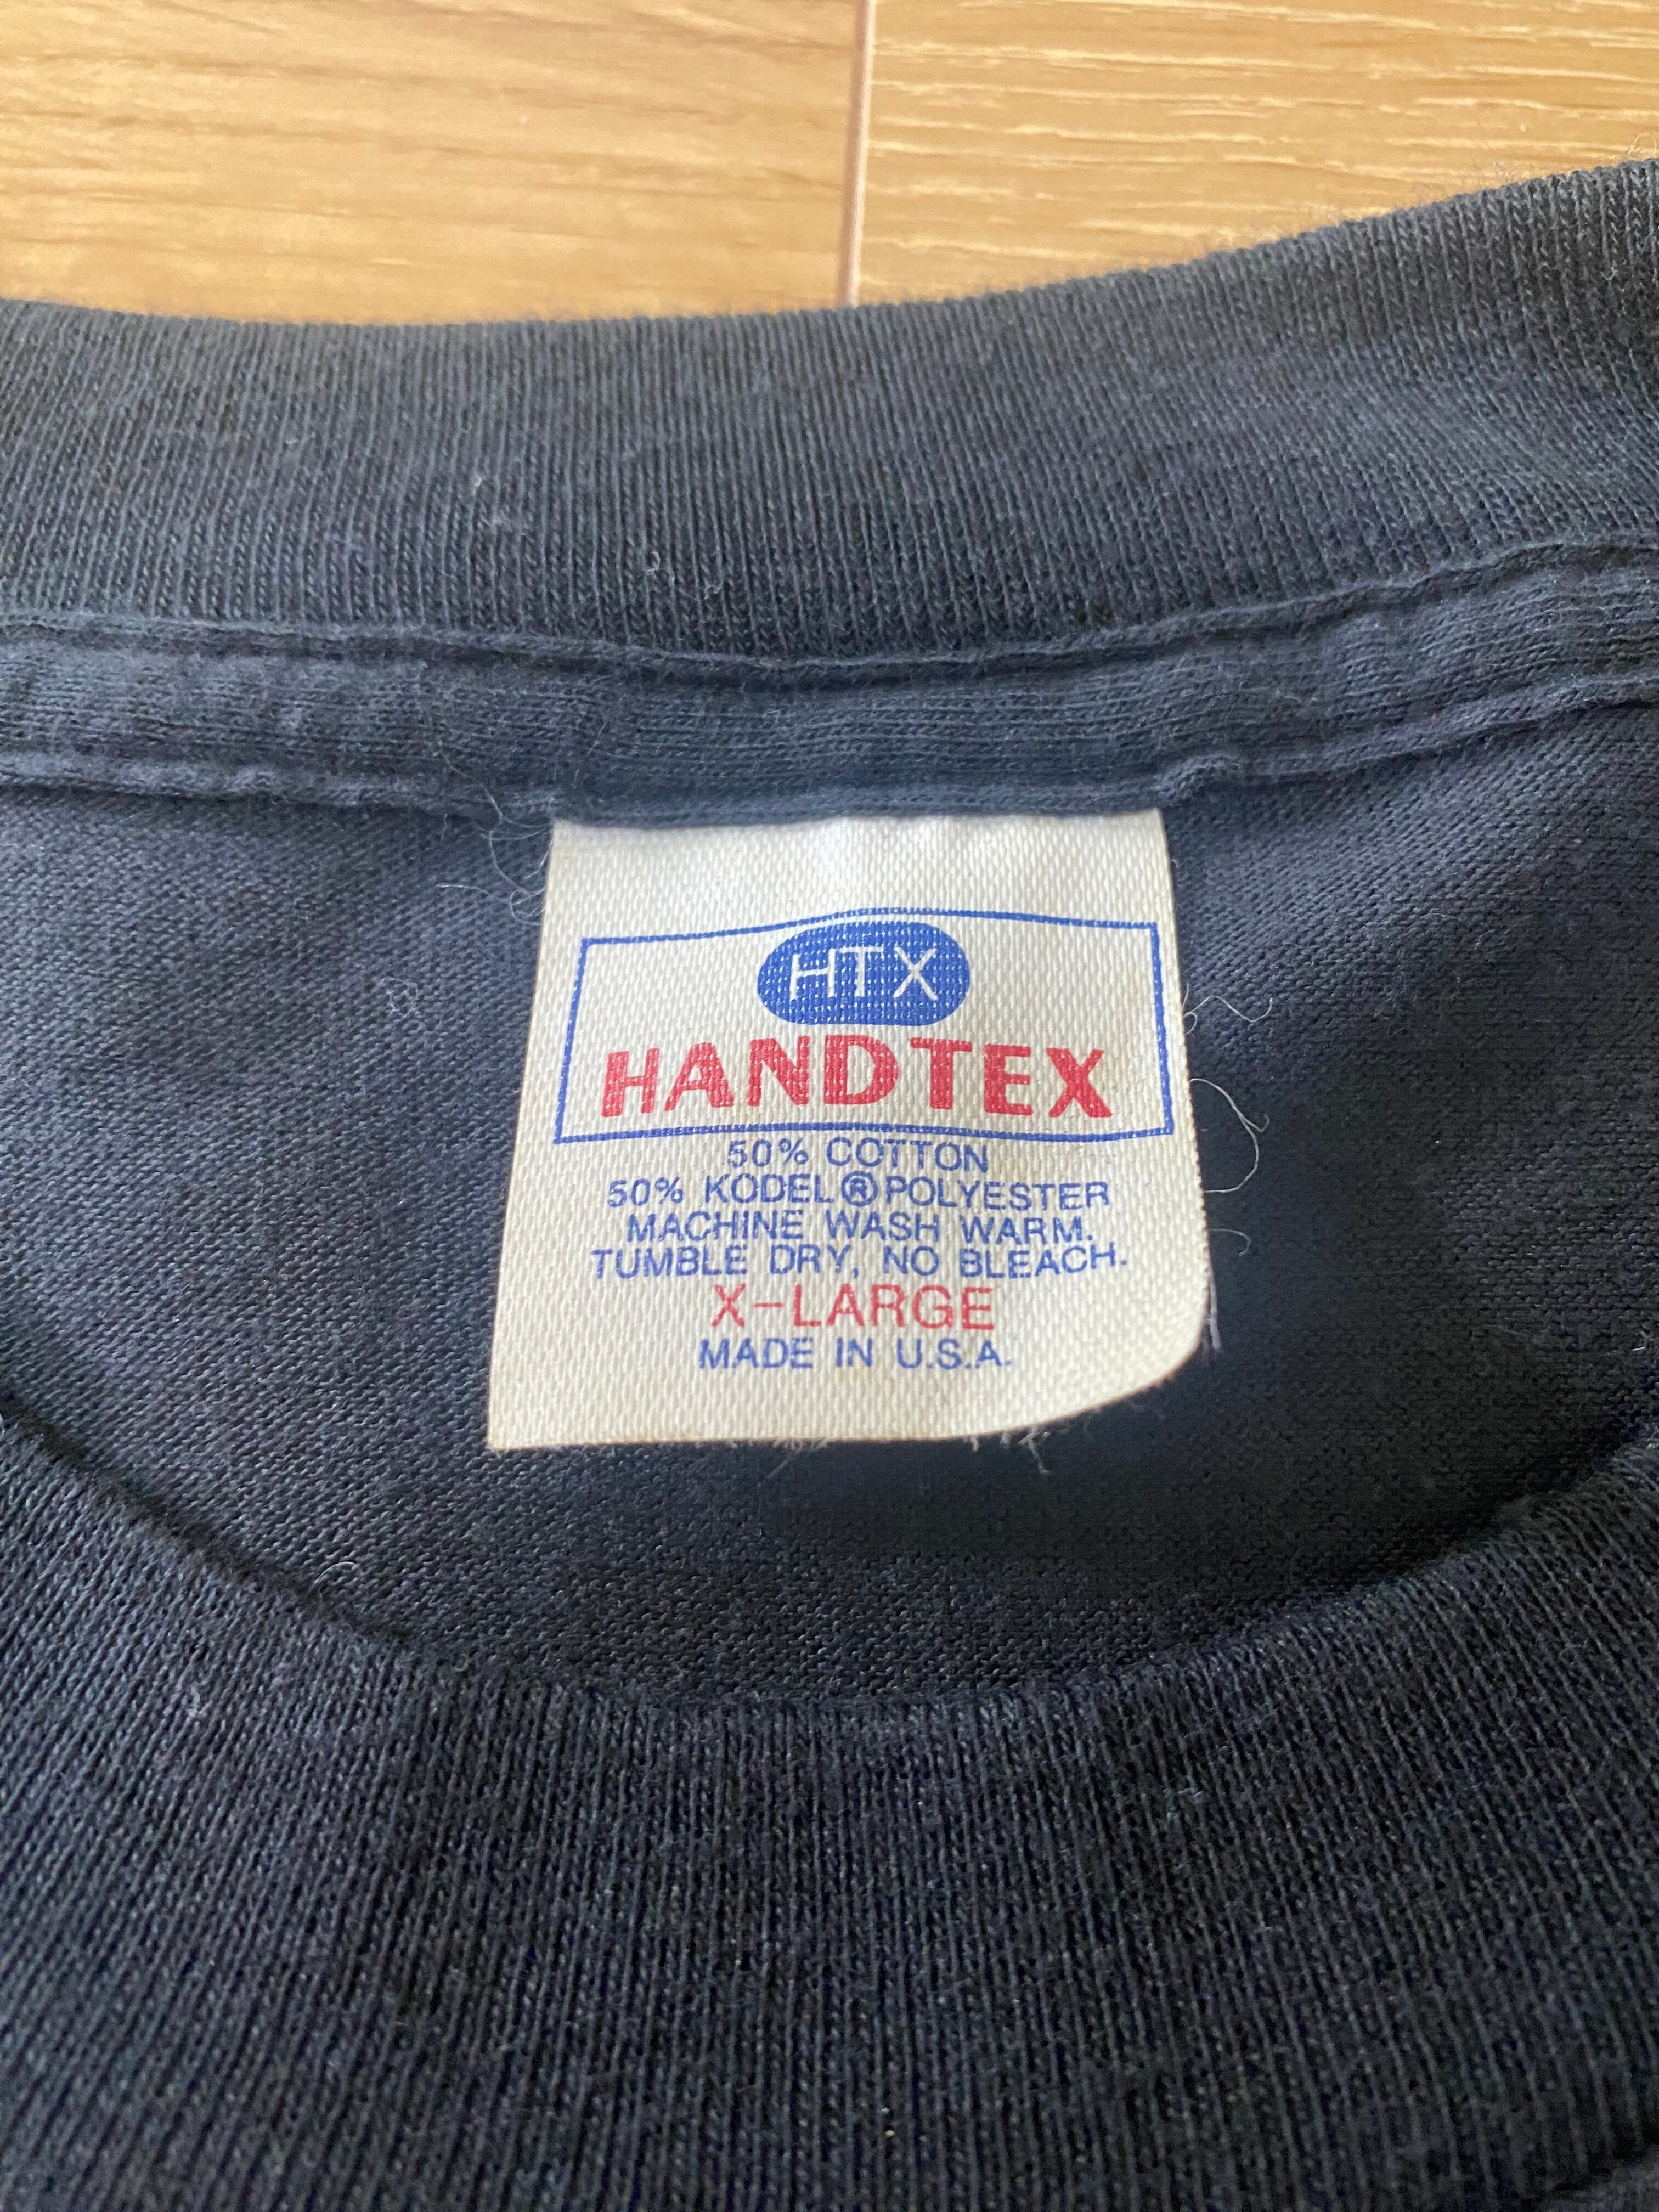 HTX
HANDTEX
50% COTTON
50% KODEL®POLYESTER
MACHINE WASH WARM.
TUMBLE DRY, NO BLEACH.
X-LARGE
MADE IN U.S.A.